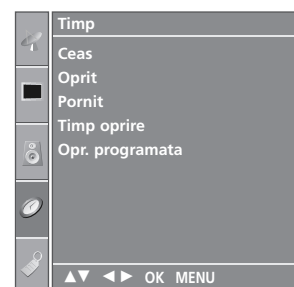 Timp
Ceas
Oprit
Pornit
Timp oprire
Opr. programata
▲▼ ◄► OK MENU